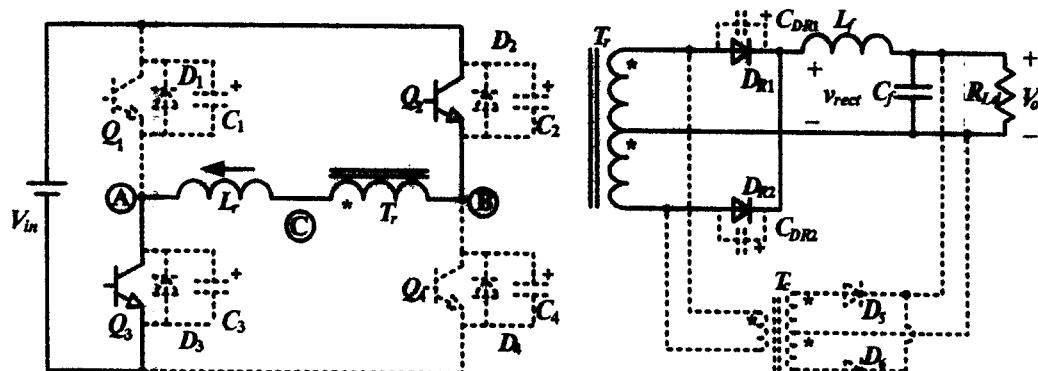 D2 Tr CDR1 Lf
D1 + + +
Q1 C1 Q2 C2 DR1 + vrect Cf RLd Vo +
− −
* *
A Lr C * Tr B
Vin
DR2
CDR2 +
Q3 D3 C3 + Q4 D4 C4 +
Tc * * D5
* D6